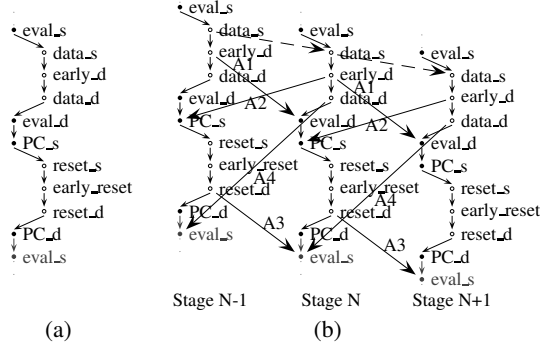 eval_s
data_s
early_d
data_d
eval_d
PC_s
reset_s
early_reset
reset_d
PC_d
eval_s
(a)
eval_s
data_s
early_d
A1
data_d
eval_d
A2
PC_s
reset_s
early_reset
A4
reset_d
PC_d
A3
eval_s
Stage N-1
eval_s
data_s
early_d
A1
data_d
eval_d
A2
PC_s
reset_s
early_reset
A4
reset_d
PC_d
A3
eval_s
Stage N
eval_s
data_s
early_d
data_d
eval_d
PC_s
reset_s
early_reset
reset_d
PC_d
eval_s
Stage N+1
(b)